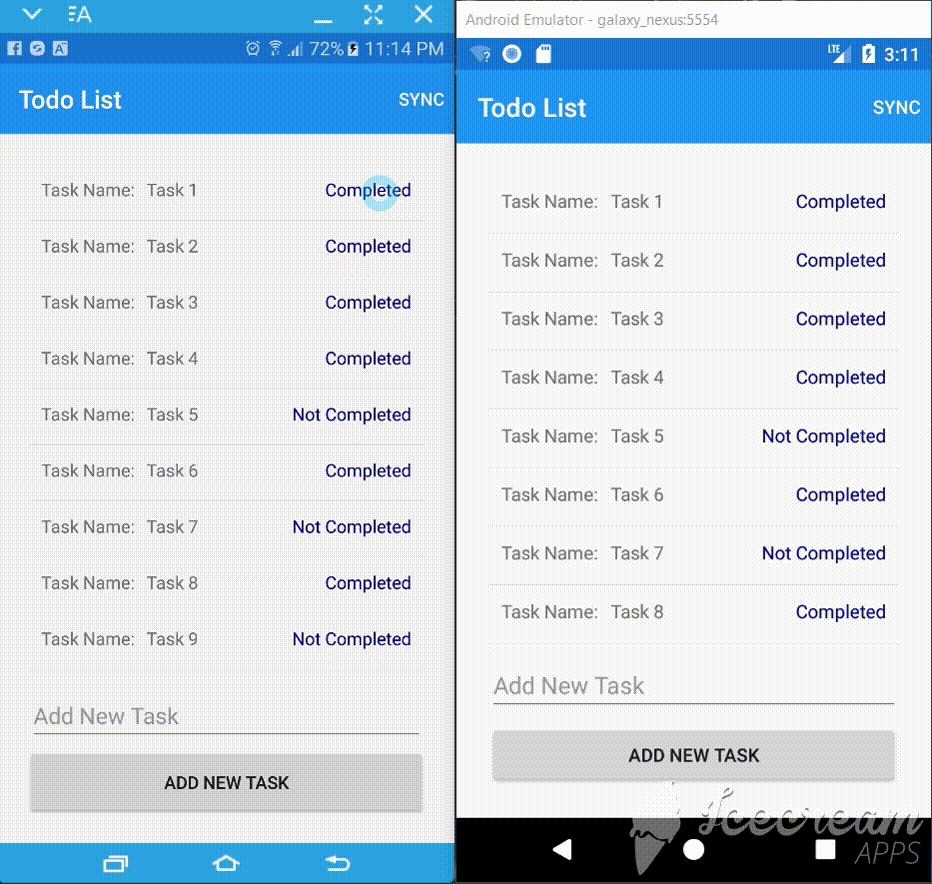 72% 11:14 PM
Todo List SYNC
Task Name: Task 1 Completed
Task Name: Task 2 Completed
Task Name: Task 3 Completed
Task Name: Task 4 Completed
Task Name: Task 5 Not Completed
Task Name: Task 6 Completed
Task Name: Task 7 Not Completed
Task Name: Task 8 Completed
Task Name: Task 9 Not Completed
Add New Task
ADD NEW TASK
Android Emulator - galaxy_nexus:5554
LTE 3:11
Todo List SYNC
Task Name: Task 1 Completed
Task Name: Task 2 Completed
Task Name: Task 3 Completed
Task Name: Task 4 Completed
Task Name: Task 5 Not Completed
Task Name: Task 6 Completed
Task Name: Task 7 Not Completed
Task Name: Task 8 Completed
Add New Task
ADD NEW TASK
Icecream
APPS